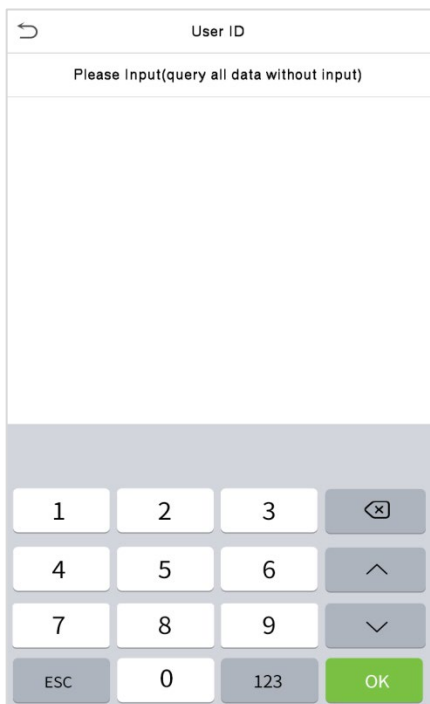 User ID
Please Input(query all data without input)
1 2 3
4 5 6
7 8 9
ESC 0 123 OK